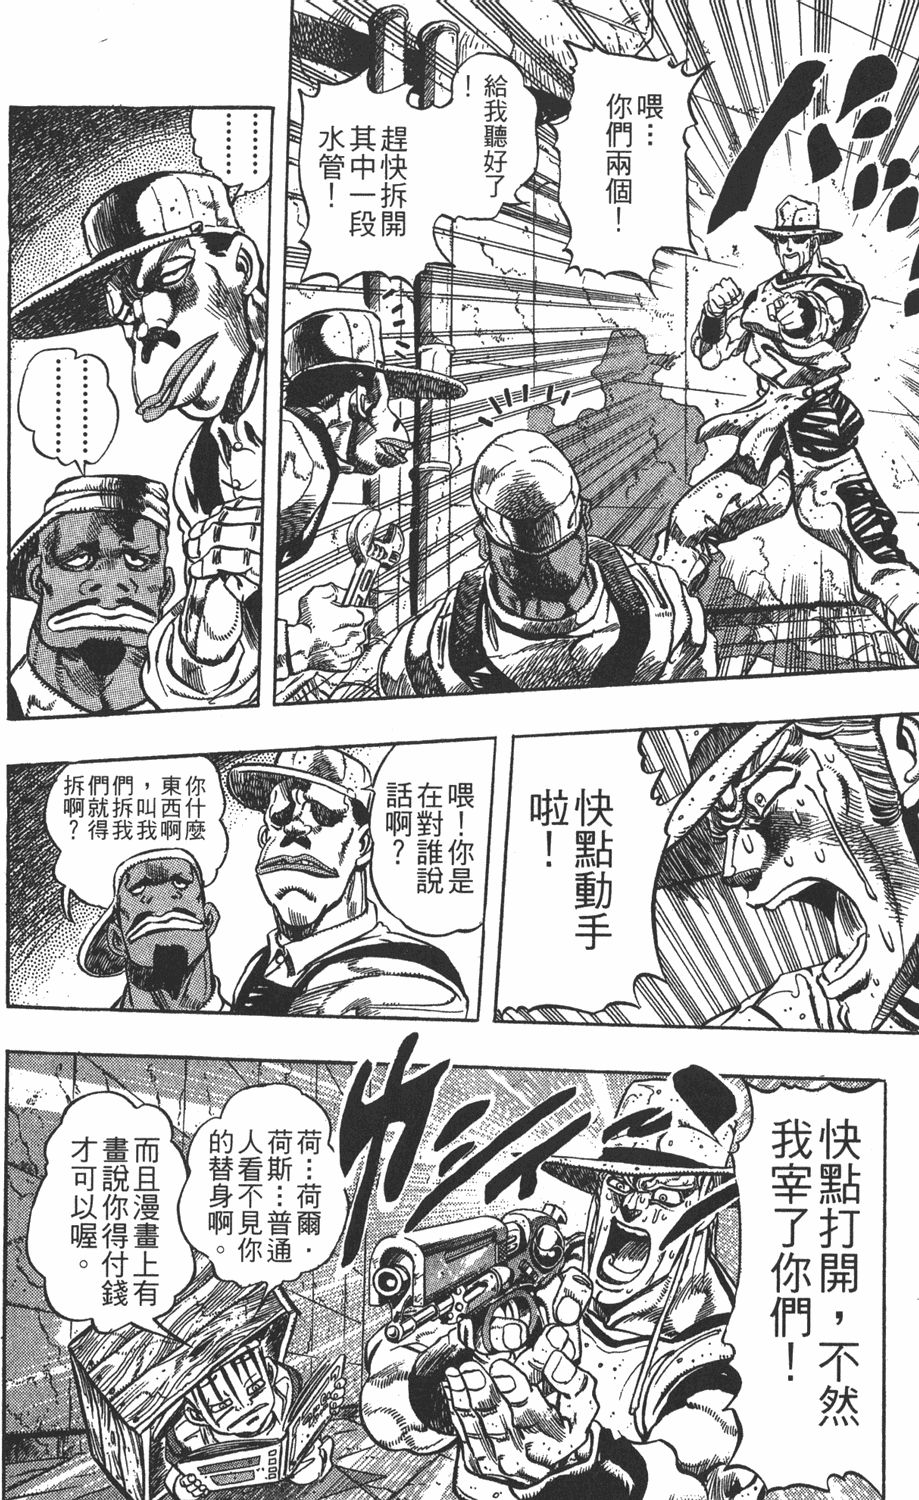 喂…
你們兩個！
給我聽好了
！
趕快拆開
其中一段
水管！
………
…………
快點動手
啦！
喂！你是
在對誰說
話啊？
你什麼
東西啊
，叫我
們拆我
們就得
拆啊？
快點打開，不然
我宰了你們！
荷…荷爾．
荷斯…普通
人看不見你
的替身啊。
而且漫畫上有
畫說你得付錢
才可以喔。